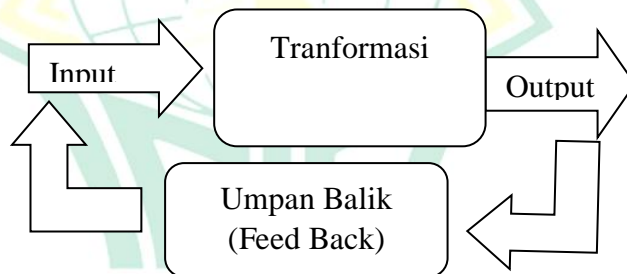 Tranformasi
Input
Output
Umpan Balik
(Feed Back)